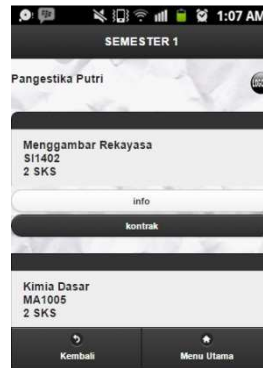 1:07 AM
SEMESTER 1
Pangestika Putri
Menggambar Rekayasa
SI1402
2 SKS
info
kontrak
Kimia Dasar
MA1005
2 SKS
Kembali
Menu Utama